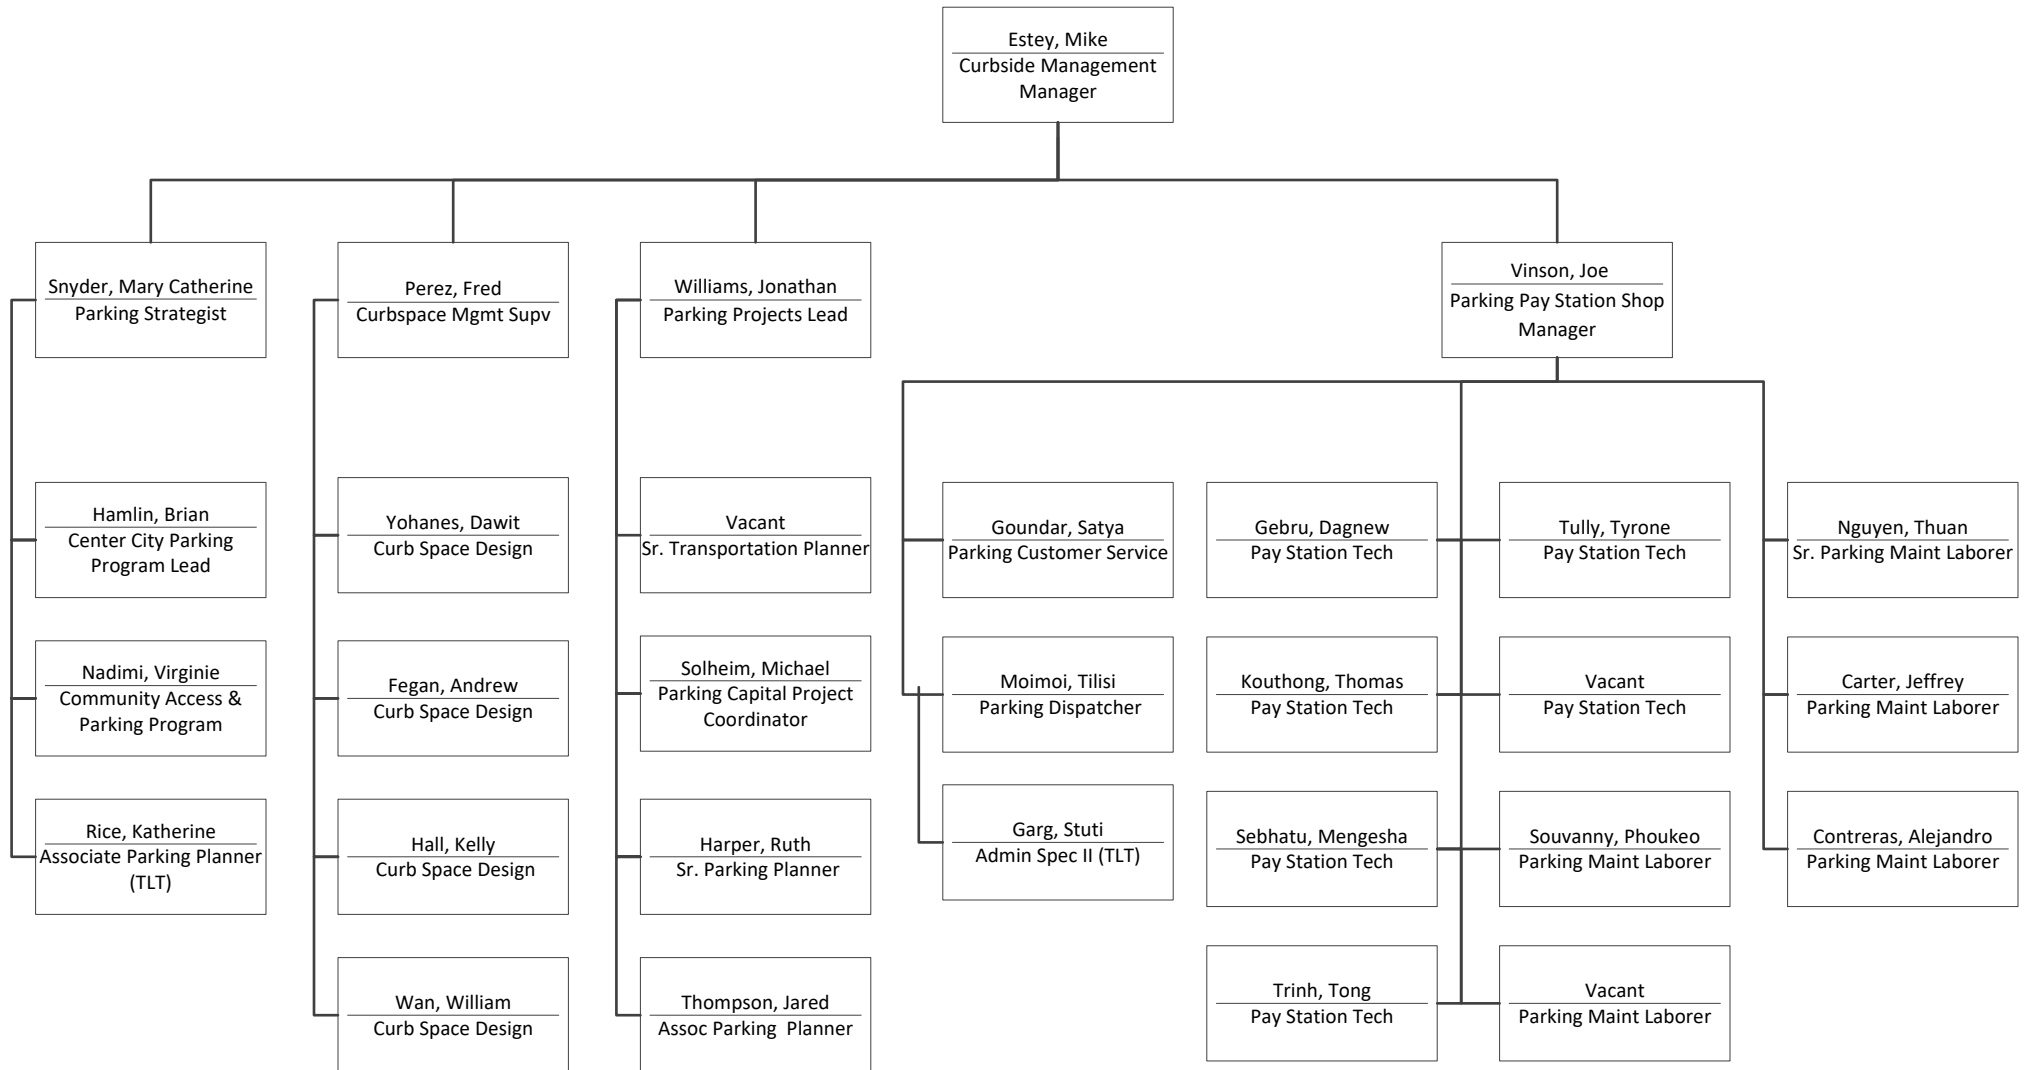 Estey, Mike
Curbside Management
Manager
Snyder, Mary Catherine
Parking Strategist
Perez, Fred
Curbspace Mgmt Supv
Williams, Jonathan
Parking Projects Lead
Vinson, Joe
Parking Pay Station Shop
Manager
Hamlin, Brian
Center City Parking
Program Lead
Yohanes, Dawit
Curb Space Design
Vacant
Sr. Transportation Planner
Goundar, Satya
Parking Customer Service
Gebru, Dagnew
Pay Station Tech
Tully, Tyrone
Pay Station Tech
Nguyen, Thuan
Sr. Parking Maint Laborer
Nadimi, Virginie
Community Access &
Parking Program
Fegan, Andrew
Curb Space Design
Solheim, Michael
Parking Capital Project
Coordinator
Moimoi, Tilisi
Parking Dispatcher
Kouthong, Thomas
Pay Station Tech
Vacant
Pay Station Tech
Carter, Jeffrey
Parking Maint Laborer
Rice, Katherine
Associate Parking Planner
(TLT)
Hall, Kelly
Curb Space Design
Harper, Ruth
Sr. Parking Planner
Garg, Stuti
Admin Spec II (TLT)
Sebhatu, Mengesha
Pay Station Tech
Souvanny, Phoukeo
Parking Maint Laborer
Contreras, Alejandro
Parking Maint Laborer
Wan, William
Curb Space Design
Thompson, Jared
Assoc Parking  Planner
Trinh, Tong
Pay Station Tech
Vacant
Parking Maint Laborer